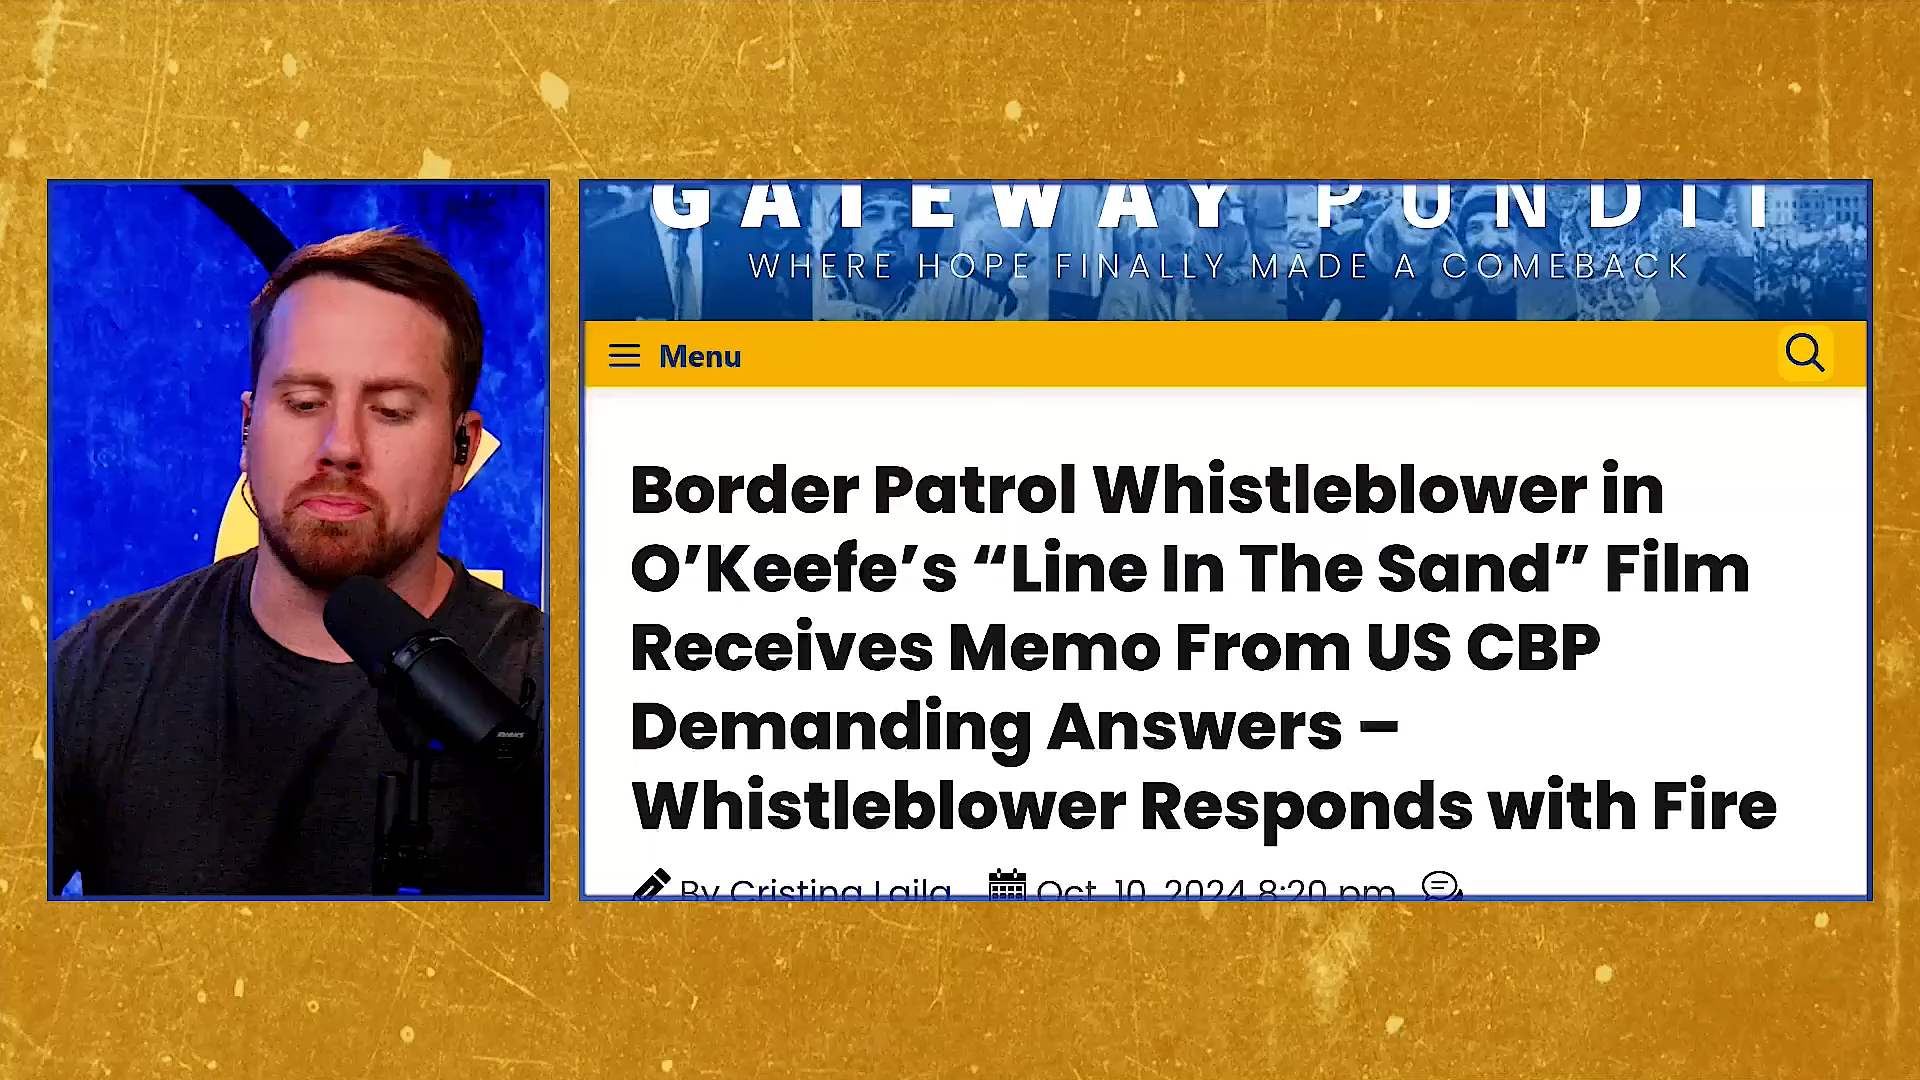 GATEWAY PUNDIT
WHERE HOPE FINALLY MADE A COMEBACK
Menu
Border Patrol Whistleblower in
O’Keefe’s “Line In The Sand” Film
Receives Memo From US CBP
Demanding Answers –
Whistleblower Responds with Fire
By Cristina Laila Oct. 10, 2024 8:20 pm